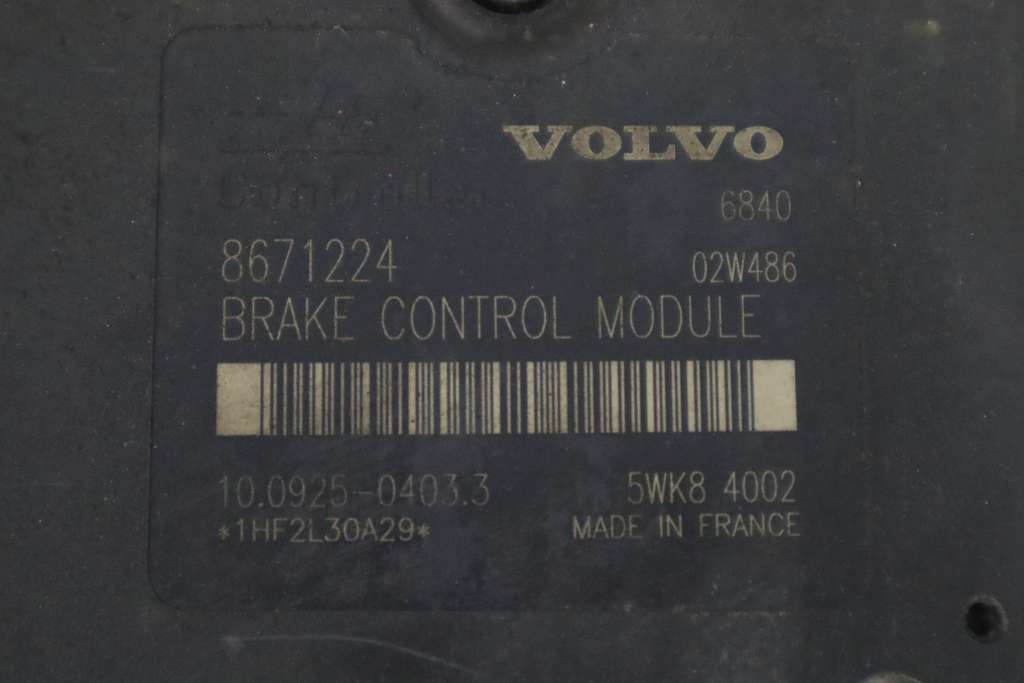 VOLVO
6840
8671224 02W486
BRAKE CONTROL MODULE
10.0925-0403.3 5WK8 4002
*1HF2L30A29* MADE IN FRANCE